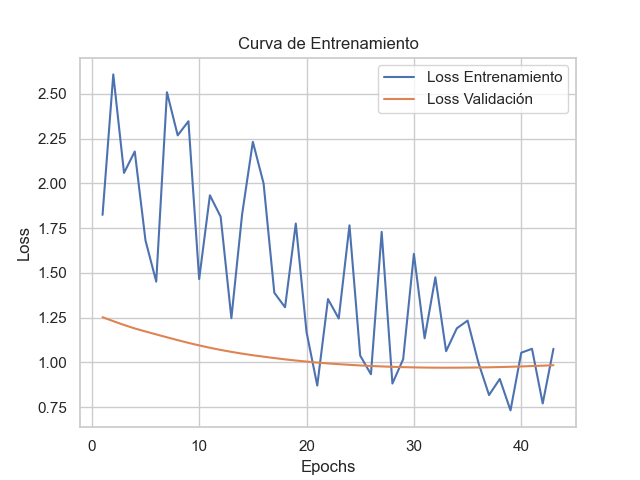 Curva de Entrenamiento
Loss Entrenamiento
Loss Validación
Loss
2.50
2.25
2.00
1.75
1.50
1.25
1.00
0.75
0
10
20
30
40
Epochs